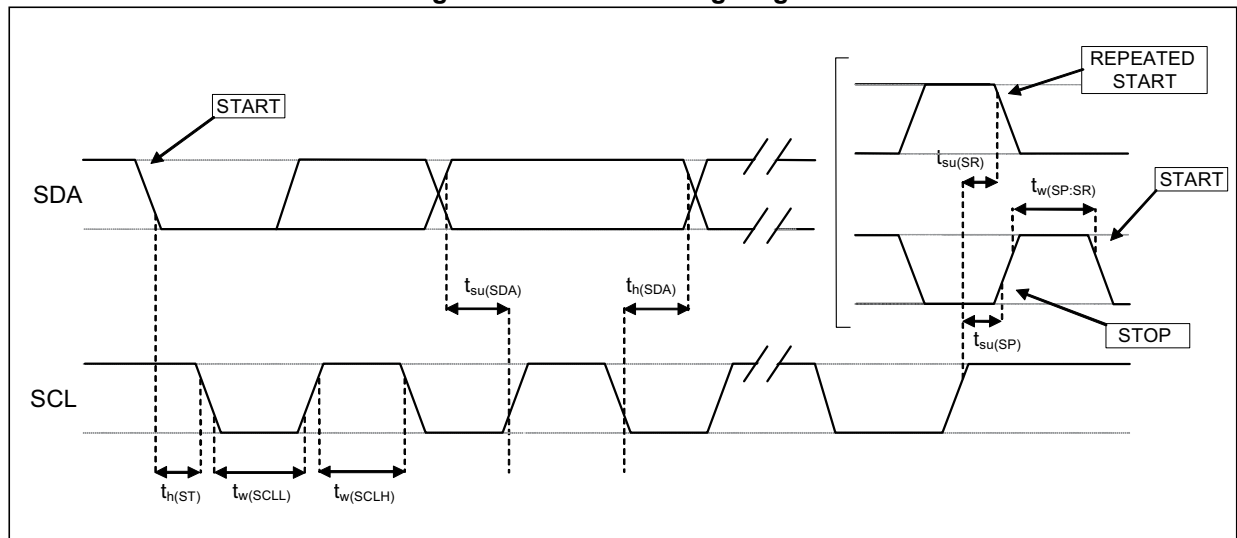 REPEATED
START
START
t_su(SR)
START
SDA
t_w(SP:SR)
t_su(SDA)
t_h(SDA)
STOP
t_su(SP)
SCL
t_h(ST)
t_w(SCLL)
t_w(SCLH)